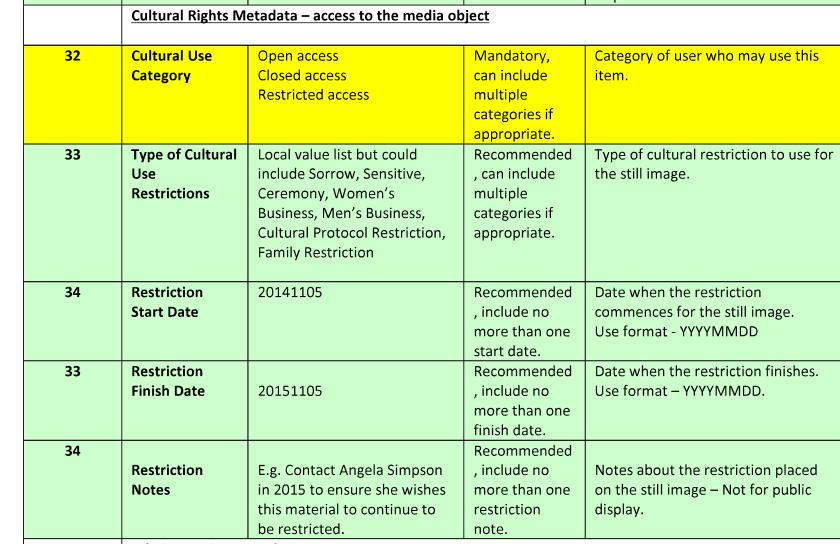 Cultural Rights Metadata – access to the media object
32
Cultural Use
Category
Open access
Closed access
Restricted access
Mandatory,
can include
multiple
categories if
appropriate.
Category of user who may use this
item.
33
Type of Cultural
Use
Restrictions
Local value list but could
include Sorrow, Sensitive,
Ceremony, Women's
Business, Men's Business,
Cultural Protocol Restriction,
Family Restriction
Recommended
, can include
multiple
categories if
appropriate.
Type of cultural restriction to use for
the still image.
34
Restriction
Start Date
20141105
Recommended
, include no
more than one
start date.
Date when the restriction
commences for the still image.
Use format - YYYYMMDD
33
Restriction
Finish Date
20151105
Recommended
, include no
more than one
finish date.
Date when the restriction finishes.
Use format – YYYYMMDD.
34
Restriction
Notes
E.g. Contact Angela Simpson
in 2015 to ensure she wishes
this material to continue to
be restricted.
Recommended
, include no
more than one
restriction
note.
Notes about the restriction placed
on the still image – Not for public
display.